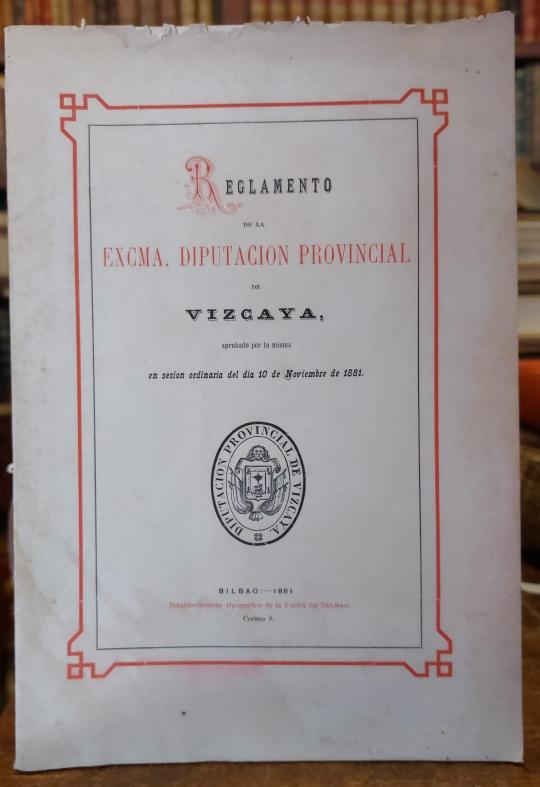 REGLAMENTO
DE LA
EXCMA. DIPUTACION PROVINCIAL
DE
VIZCAYA,
aprobado por la misma
en sesion ordinaria del dia 10 de Noviembre de 1881.
DIPUTACION PROVINCIAL DE VIZCAYA.
BILBAO:—1881
Establecimiento tipográfico de la VIUDA DE DELMAS,
Correo 8.